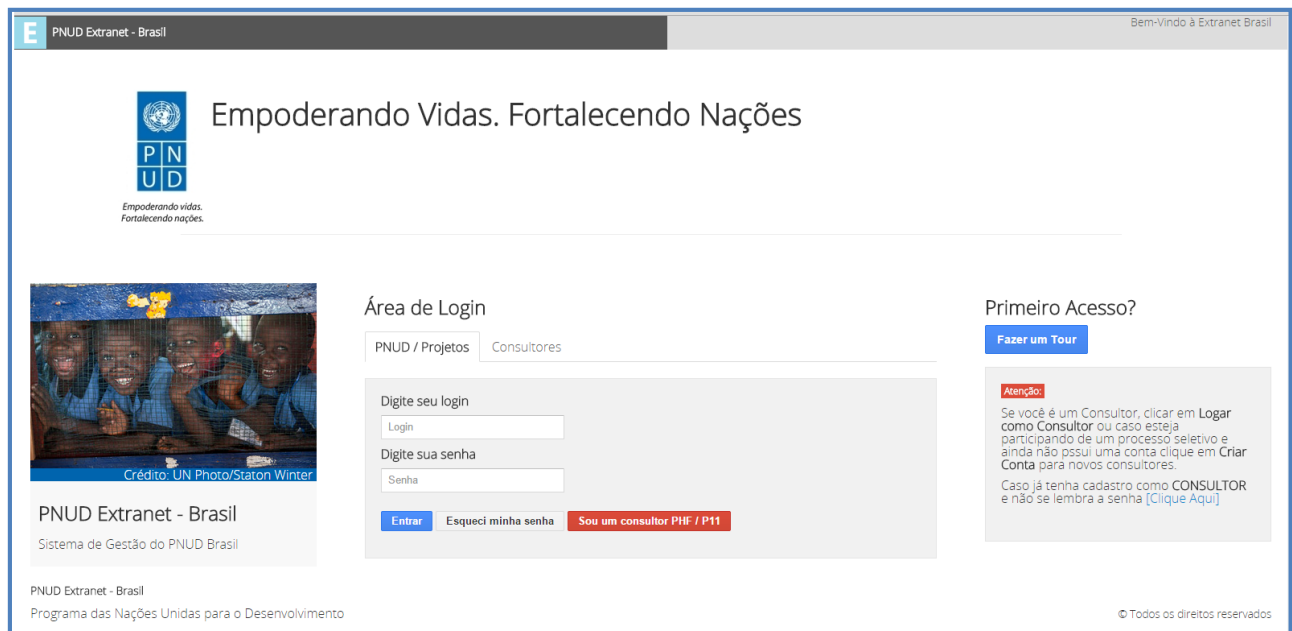 E PNUD Extranet - Brasil
Bem-Vindo à Extranet Brasil
Empoderando Vidas. Fortalecendo Nações
P N
U D
Empoderando vidas.
Fortalecendo nações.
Crédito: UN Photo/Staton Winter
PNUD Extranet - Brasil
Sistema de Gestão do PNUD Brasil
Área de Login
PNUD / Projetos Consultores
Digite seu login
Login
Digite sua senha
Senha
Entrar Esqueci minha senha Sou um consultor PHF / P11
Primeiro Acesso?
Fazer um Tour
Atenção:
Se você é um Consultor, clicar em Logar
como Consultor ou caso esteja
participando de um processo seletivo e
ainda não pssui uma conta clique em Criar
Conta para novos consultores.
Caso já tenha cadastro como CONSULTOR
e não se lembra a senha [Clique Aqui]
PNUD Extranet - Brasil
Programa das Nações Unidas para o Desenvolvimento
© Todos os direitos reservados